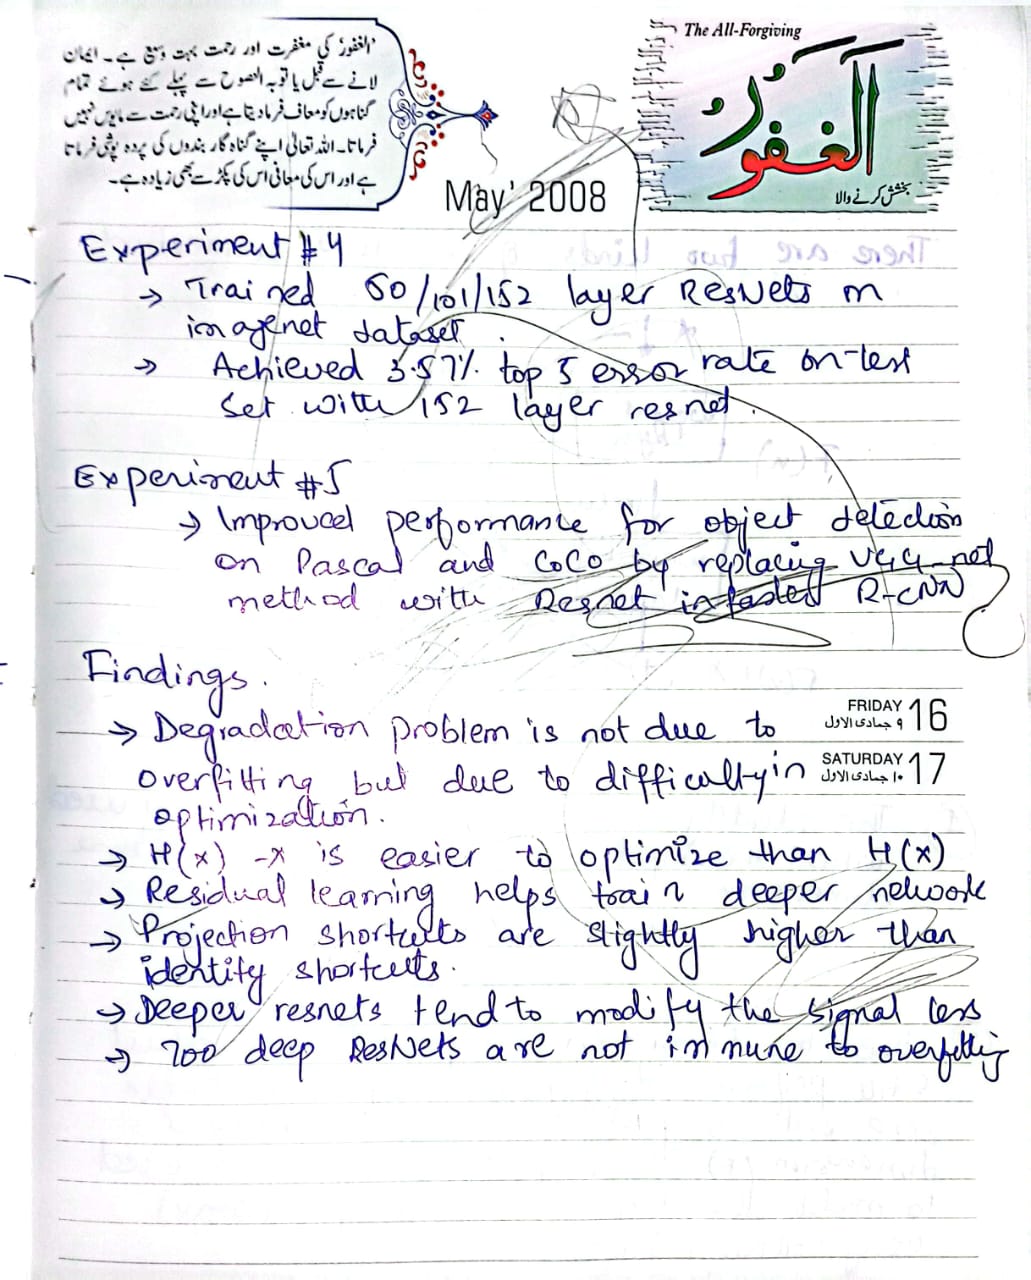 'الغفور' کی مغفرت اور رحمت بہت وسیع ہے۔ ایمان
لانے سے قبل یا توبہ النصوح سے پہلے کئے ہوئے تمام
گناہوں کو معاف فرما دیتا ہے اور اپنی رحمت سے مایوس نہیں
فرماتا۔ اللہ تعالیٰ اپنے گناہ گار بندوں کی پردہ پوشی فرماتا
ہے اور اس کی معافی اس کی پکڑ سے بھی زیادہ ہے۔
The All-Forgiving
الغفور
بخشش کرنے والا
May' 2008
Experiment #4
→ Trained 50/101/152 layer ResNets on
imagenet dataset.
→ Achieved 3.57% top 5 error rate on-test
set with 152 layer resnet.
Experiment #5
→ Improved performance for object detection
on Pascal and COCO by replacing VGG-net
method with Resnet in faster R-CNN
Findings.
→ Degradation problem is not due to
FRIDAY 16
۹ جمادی الاول
overfitting but due to difficulty in
SATURDAY 17
۱۰ جمادی الاول
optimization.
→ H(x) -x is easier to optimize than H(x)
→ Residual learning helps train deeper network
→ Projection shortcuts are slightly higher than
identity shortcuts.
→ Deeper resnets tend to modify the signal less
→ 200 deep ResNets are not immune to overfitting